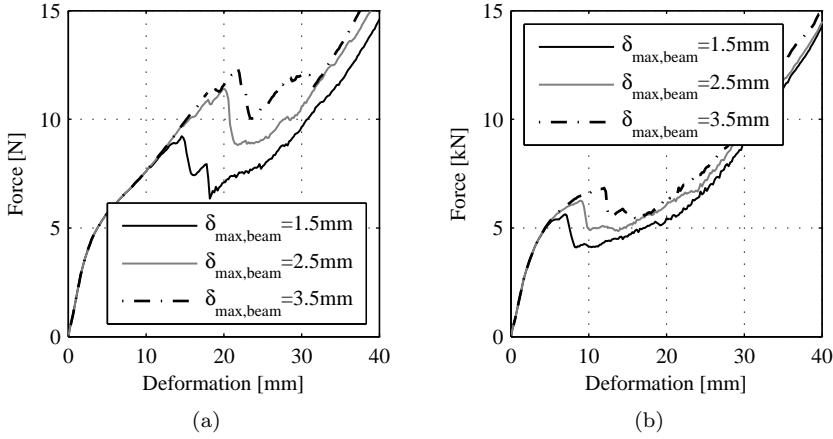 15
10
5
0
Force [N]
δmax,beam=1.5mm
δmax,beam=2.5mm
δmax,beam=3.5mm
0 10 20 30 40
Deformation [mm]
(a)
15
10
5
0
Force [kN]
δmax,beam=1.5mm
δmax,beam=2.5mm
δmax,beam=3.5mm
0 10 20 30 40
Deformation [mm]
(b)